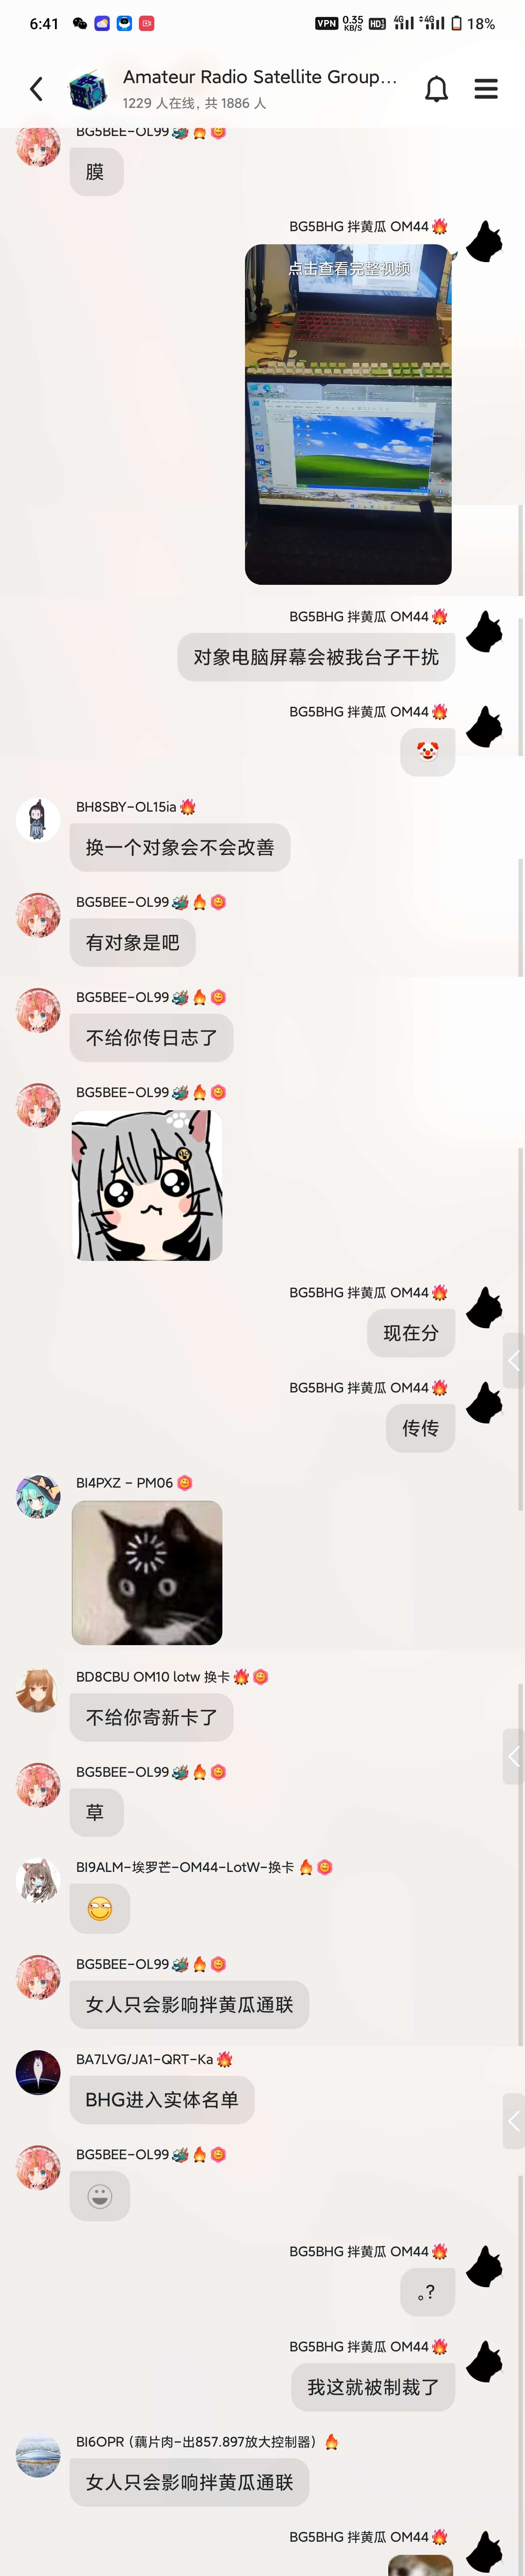 6:41
VPN 0.35 KB/S HD 4G 4G 18%
Amateur Radio Satellite Group...
1229 人在线, 共 1886 人
BG5BEE-OL99
膜
BG5BHG 拌黄瓜 OM44
点击查看完整视频
BG5BHG 拌黄瓜 OM44
对象电脑屏幕会被我台子干扰
BG5BHG 拌黄瓜 OM44
BH8SBY-OL15ia
换一个对象会不会改善
BG5BEE-OL99
有对象是吧
BG5BEE-OL99
不给你传日志了
BG5BEE-OL99
BG5BHG 拌黄瓜 OM44
现在分
BG5BHG 拌黄瓜 OM44
传传
BI4PXZ - PM06
BD8CBU OM10 lotw 换卡
不给你寄新卡了
BG5BEE-OL99
草
BI9ALM-埃罗芒-OM44-LotW-换卡
BG5BEE-OL99
女人只会影响拌黄瓜通联
BA7LVG/JA1-QRT-Ka
BHG进入实体名单
BG5BEE-OL99
BG5BHG 拌黄瓜 OM44
。?
BG5BHG 拌黄瓜 OM44
我这就被制裁了
BI6OPR (藕片肉-出857.897放大控制器)
女人只会影响拌黄瓜通联
BG5BHG 拌黄瓜 OM44